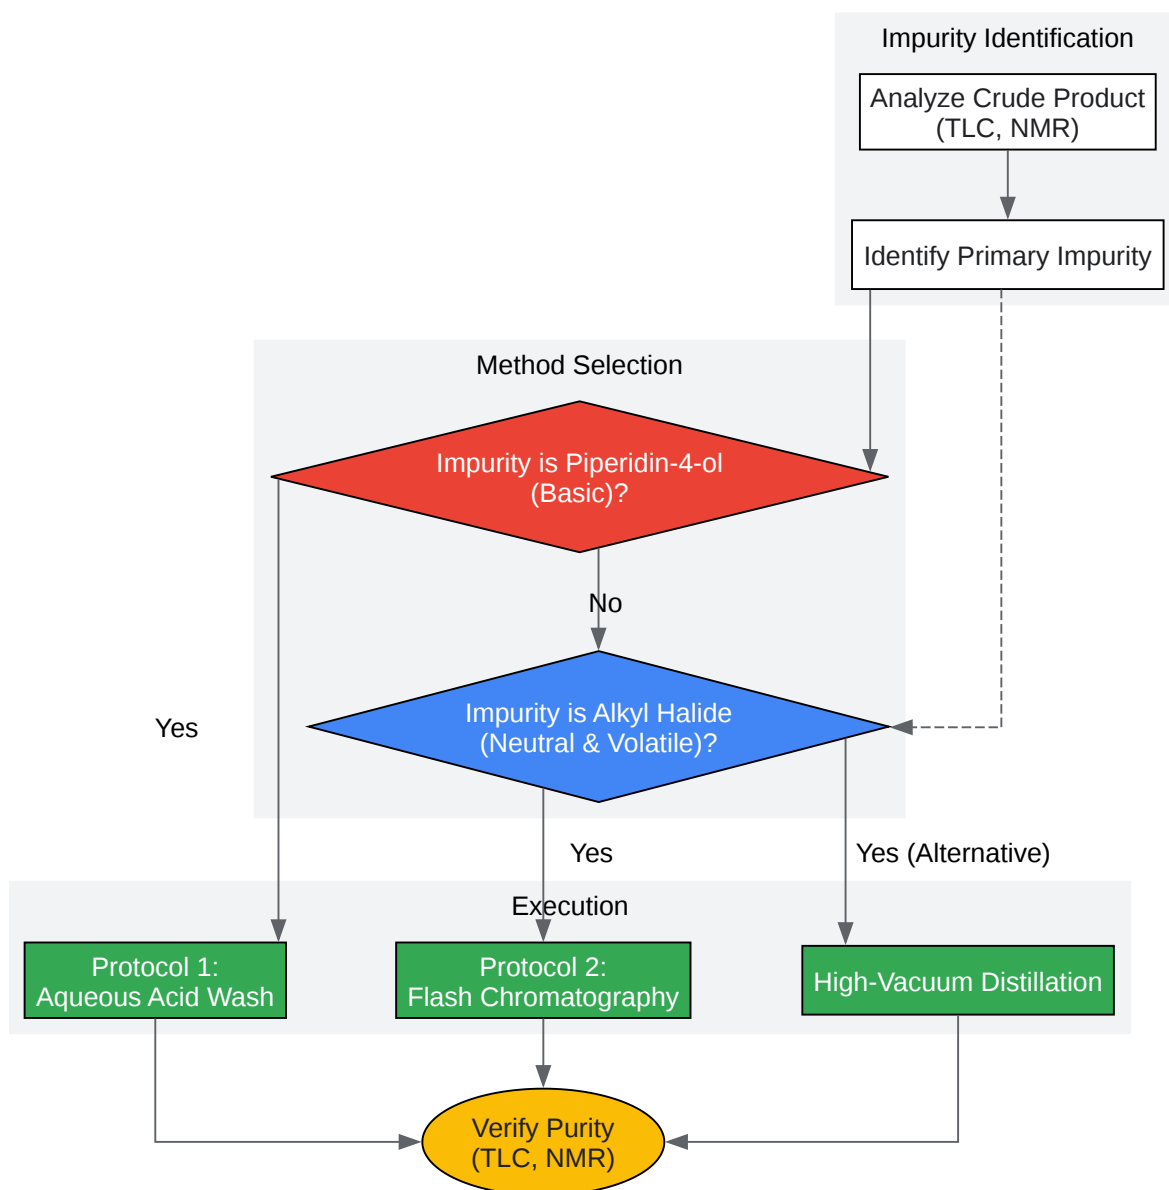 Impurity Identification
Analyze Crude Product
(TLC, NMR)
Identify Primary Impurity
Method Selection
Impurity is Piperidin-4-ol
(Basic)?
No
Impurity is Alkyl Halide
(Neutral & Volatile)?
Yes
Yes
Yes (Alternative)
Execution
Protocol 1:
Aqueous Acid Wash
Protocol 2:
Flash Chromatography
High-Vacuum Distillation
Verify Purity
(TLC, NMR)